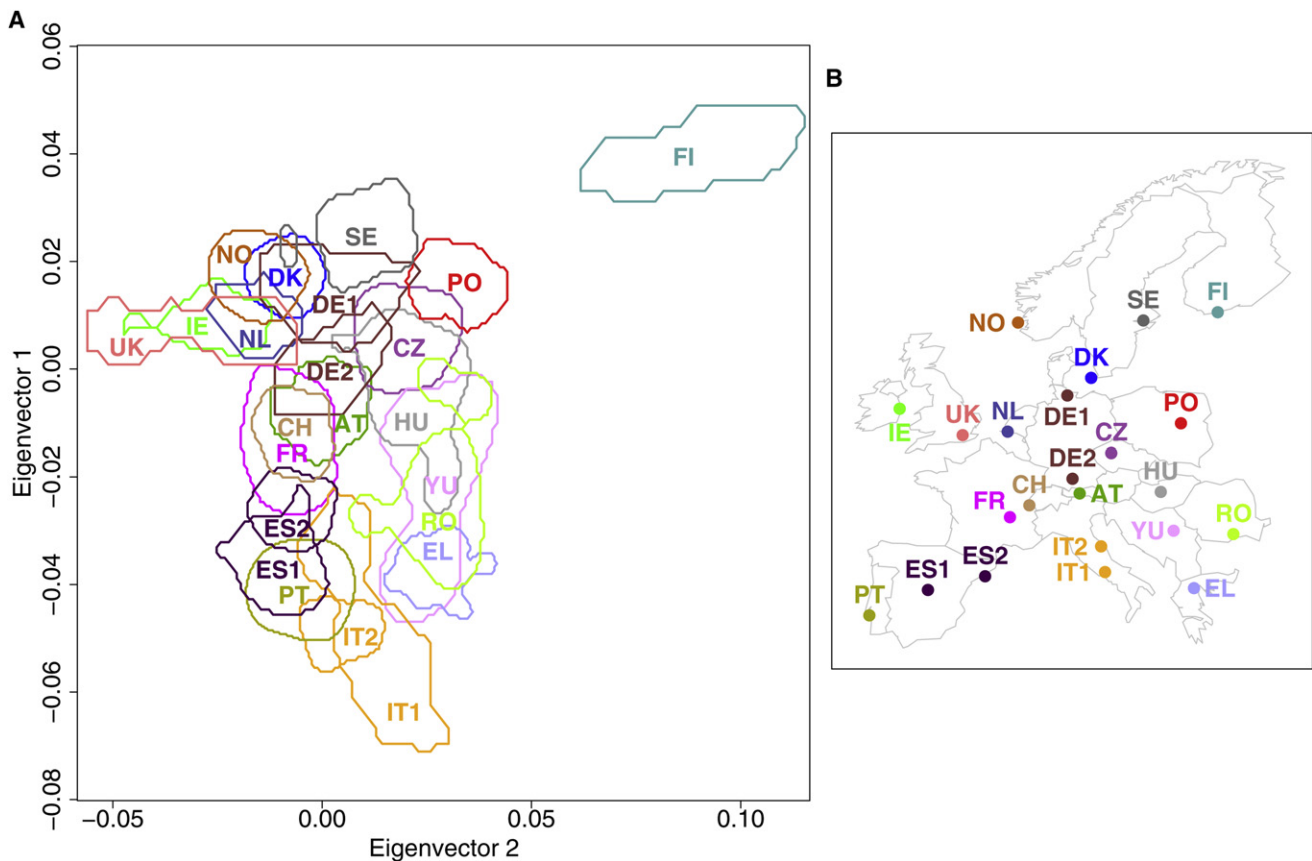 A
B
0.06
0.04
0.02
0.00
−0.02
−0.04
−0.06
−0.08
Eigenvector 1
FI
SE
NO
DK
PO
DE1
IE
NL
UK
CZ
DE2
CH
AT
HU
FR
YU
ES2
RO
EL
ES1
PT
IT2
IT1
−0.05
0.00
0.05
0.10
Eigenvector 2
SE
FI
NO
DK
PO
UK
NL
DE1
IE
CZ
DE2
HU
CH
AT
FR
RO
YU
IT2
ES1
ES2
IT1
PT
EL